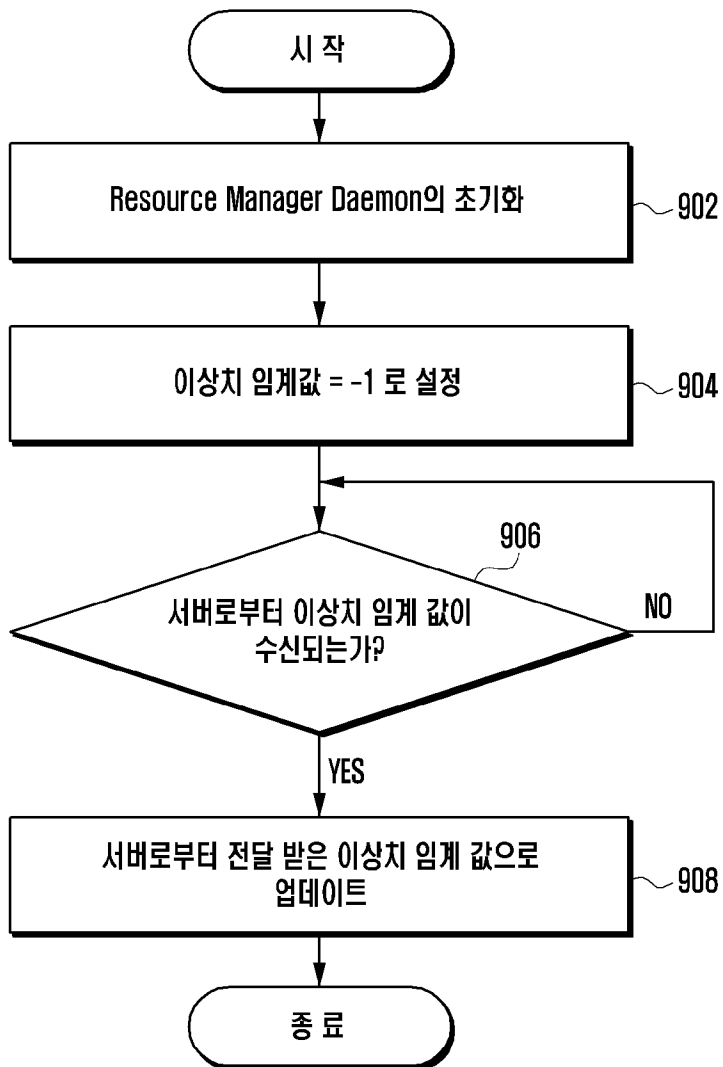 시 작
Resource Manager Daemon의 초기화
902
이상치 임계값 = -1 로 설정
904
906
서버로부터 이상치 임계 값이
수신되는가?
NO
YES
서버로부터 전달 받은 이상치 임계 값으로
업데이트
908
종 료